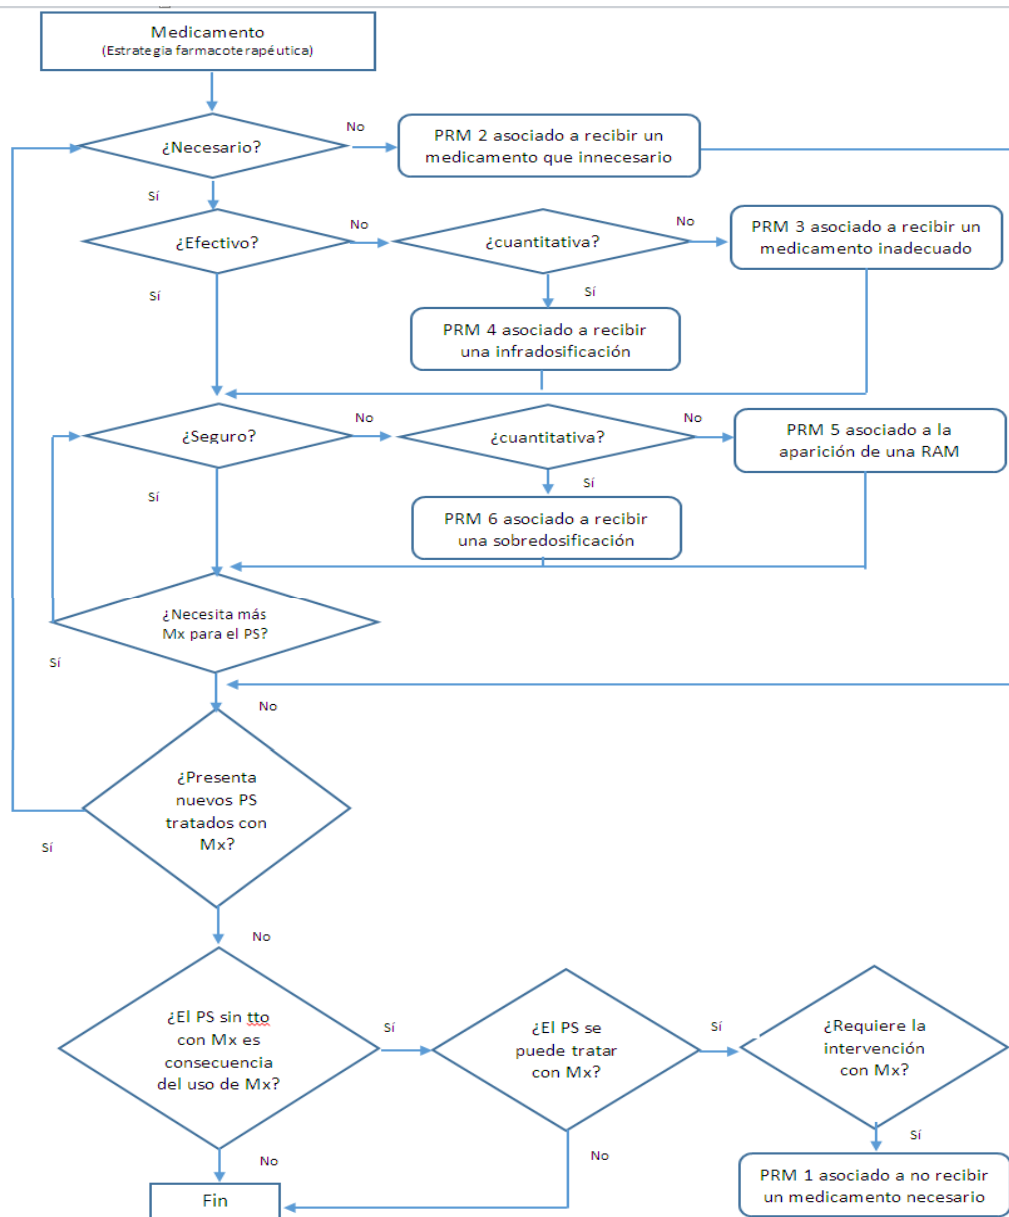 Medicamento
(Estrategia farmacoterapéutica)
¿Necesario?
No
PRM 2 asociado a recibir un
medicamento que innecesario
Sí
¿Efectivo?
No
¿cuantitativa?
No
PRM 3 asociado a recibir un
medicamento inadecuado
Sí
Sí
PRM 4 asociado a recibir
una infradosificación
¿Seguro?
No
¿cuantitativa?
No
PRM 5 asociado a la
aparición de una RAM
Sí
Sí
PRM 6 asociado a recibir
una sobredosificación
¿Necesita más
Mx para el PS?
Sí
No
¿Presenta
nuevos PS
tratados con
Mx?
Sí
No
¿El PS sin tto
con Mx es
consecuencia
del uso de Mx?
Sí
¿El PS se
puede tratar
con Mx?
Sí
¿Requiere la
intervención
con Mx?
No
No
Sí
PRM 1 asociado a no recibir
un medicamento necesario
Fin